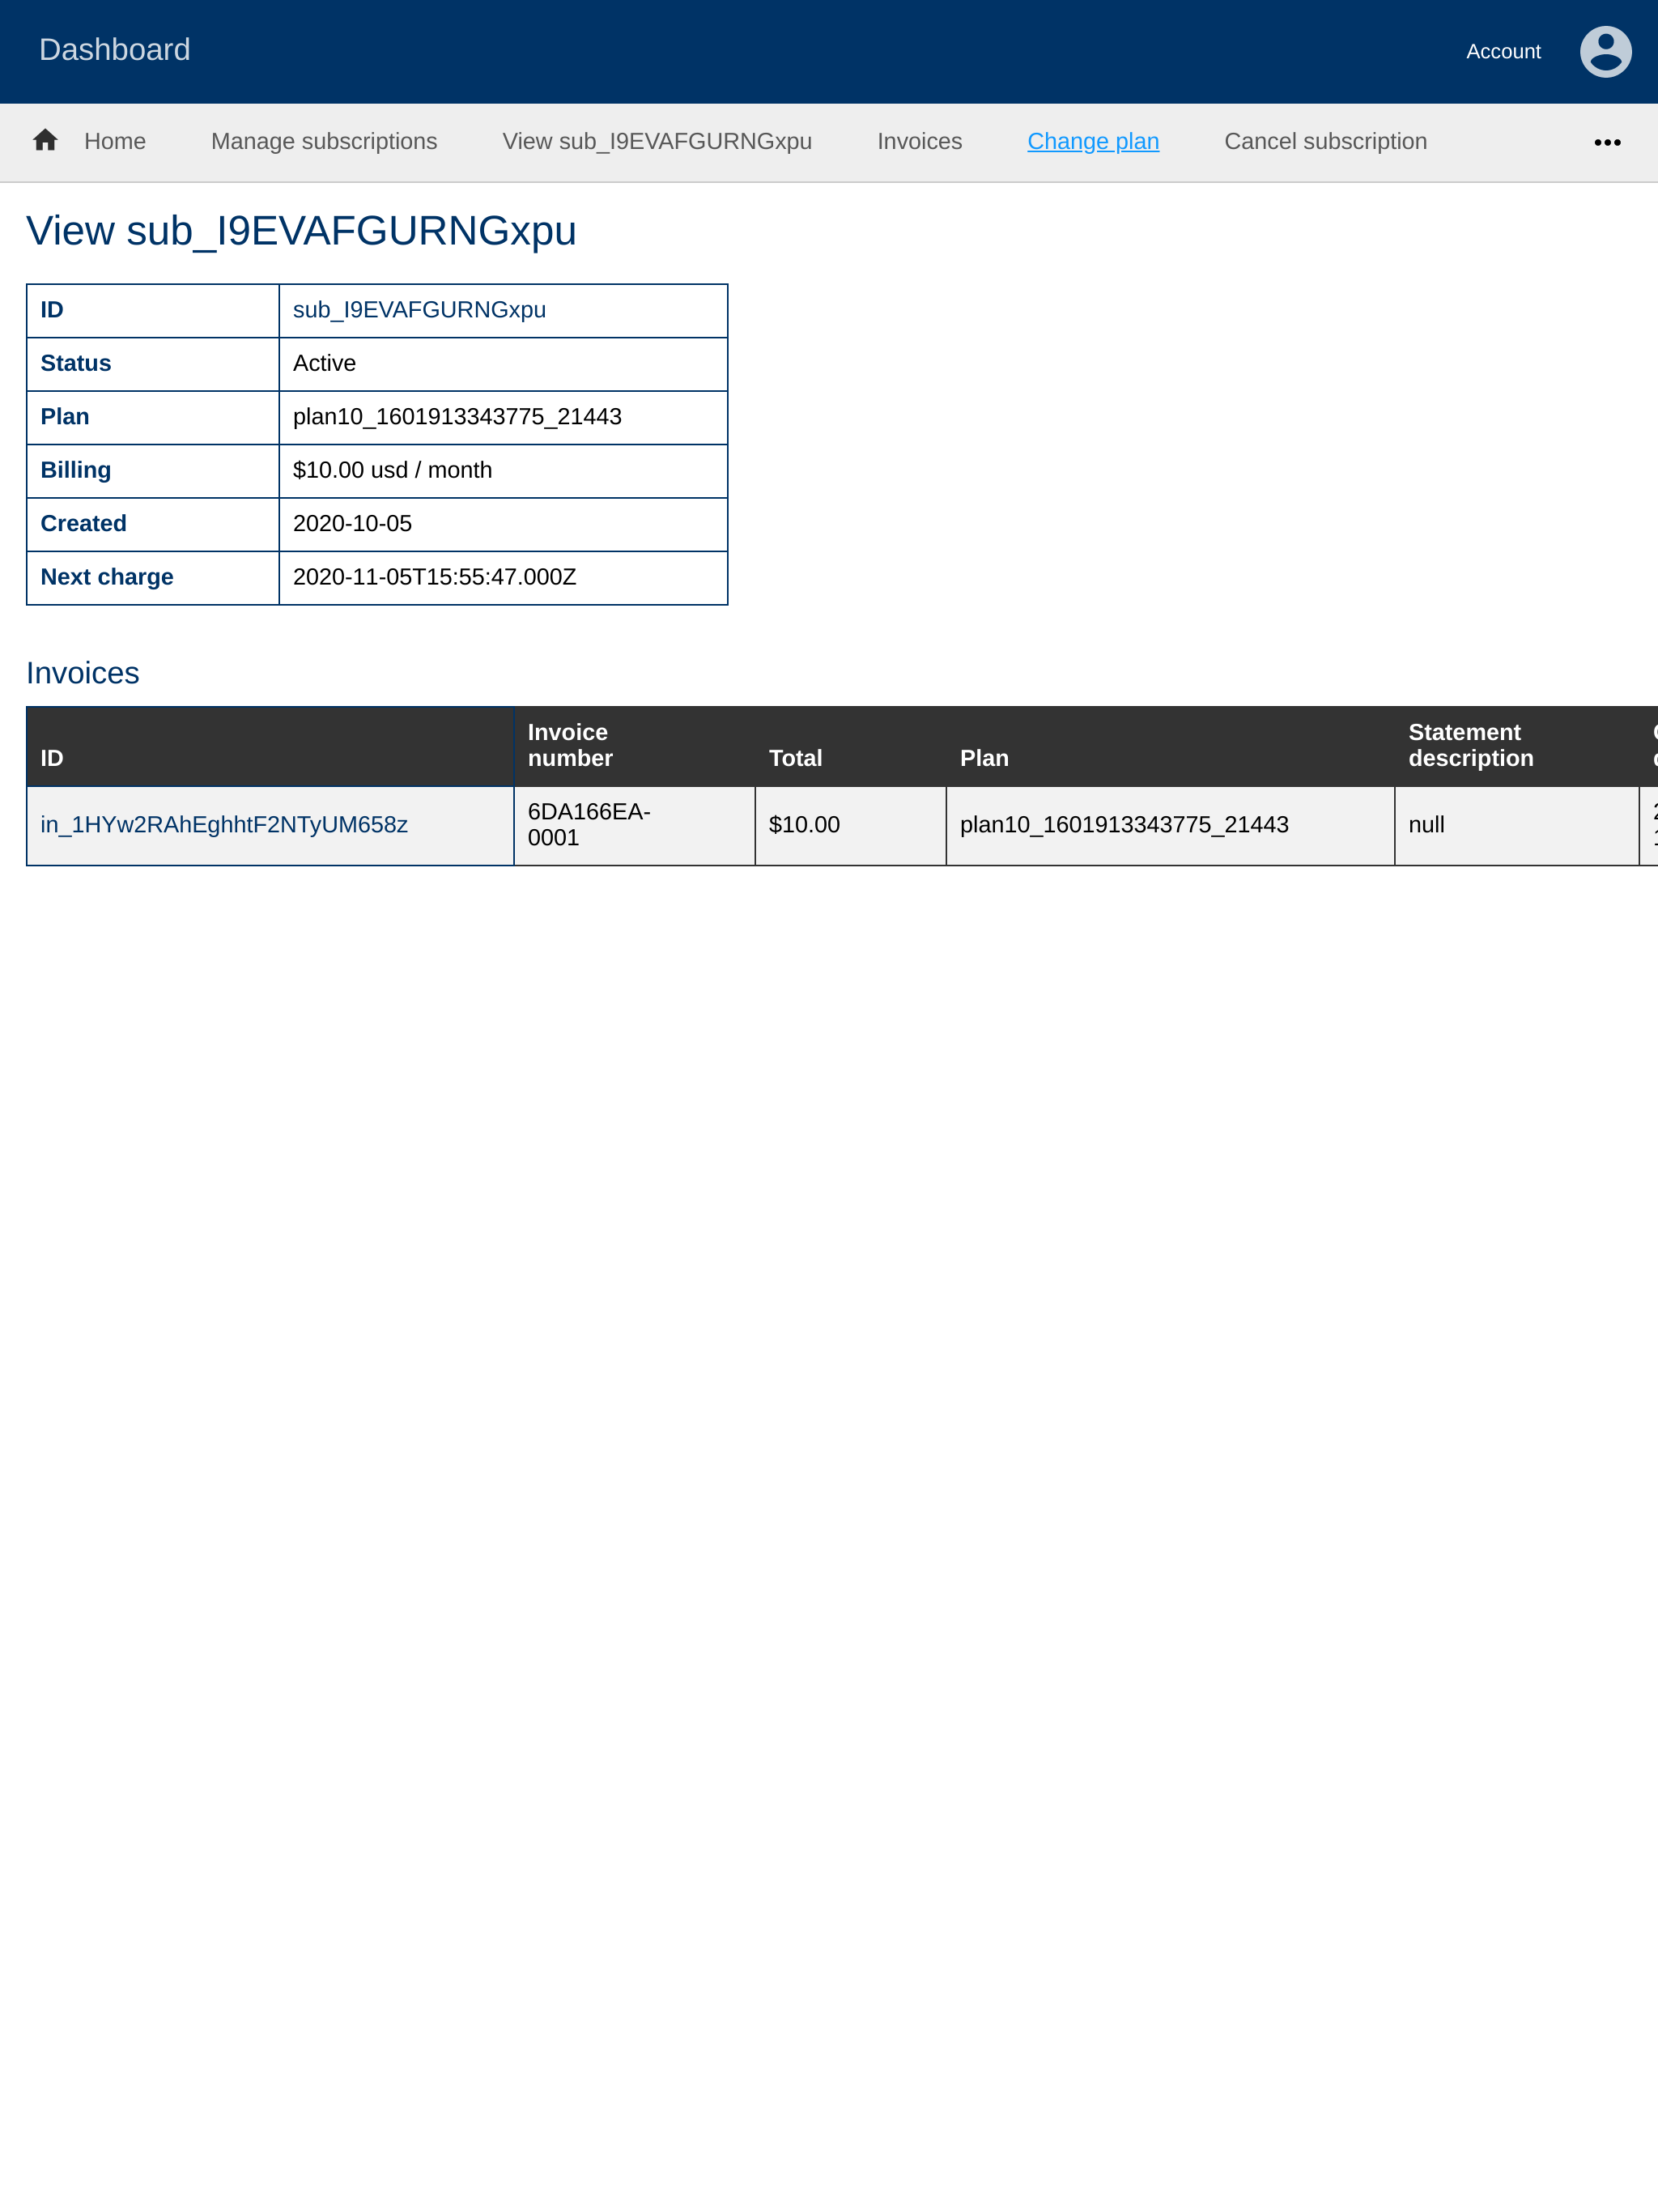 Dashboard
Account
Home Manage subscriptions View sub_I9EVAFGURNGxpu Invoices Change plan Cancel subscription
View sub_I9EVAFGURNGxpu
ID sub_I9EVAFGURNGxpu
Status Active
Plan plan10_1601913343775_21443
Billing $10.00 usd / month
Created 2020-10-05
Next charge 2020-11-05T15:55:47.000Z
Invoices
ID Invoice number Total Plan Statement description
in_1HYw2RAhEghhtF2NTyUM658z 6DA166EA-0001 $10.00 plan10_1601913343775_21443 null